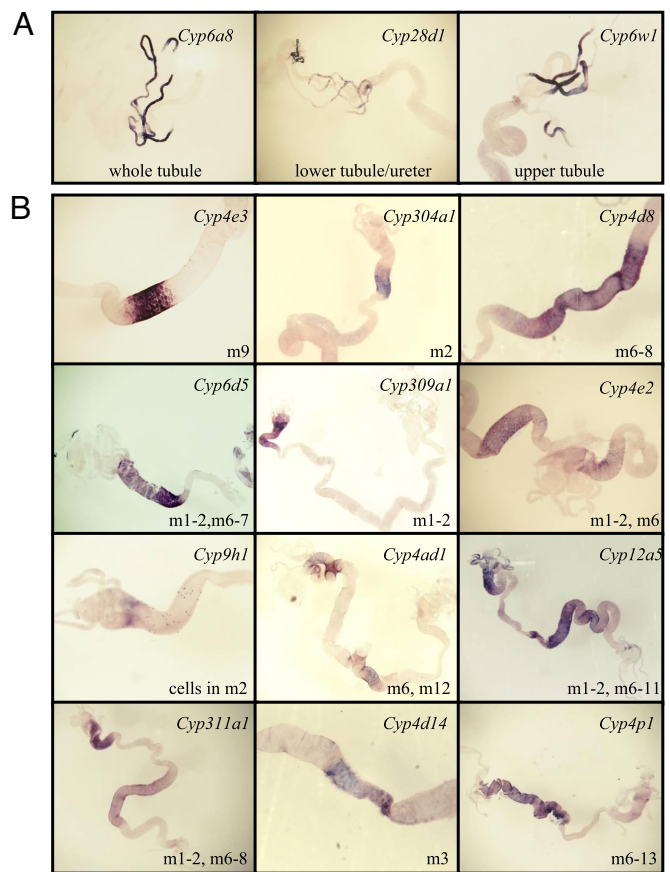 A
Cyp6a8
whole tubule
Cyp28d1
lower tubule/ureter
Cyp6w1
upper tubule
B
Cyp4e3
m9
Cyp304a1
m2
Cyp4d8
m6-8
Cyp6d5
m1-2,m6-7
Cyp309a1
m1-2
Cyp4e2
m1-2, m6
Cyp9h1
cells in m2
Cyp4ad1
m6, m12
Cyp12a5
m1-2, m6-11
Cyp311a1
m1-2, m6-8
Cyp4d14
m3
Cyp4p1
m6-13